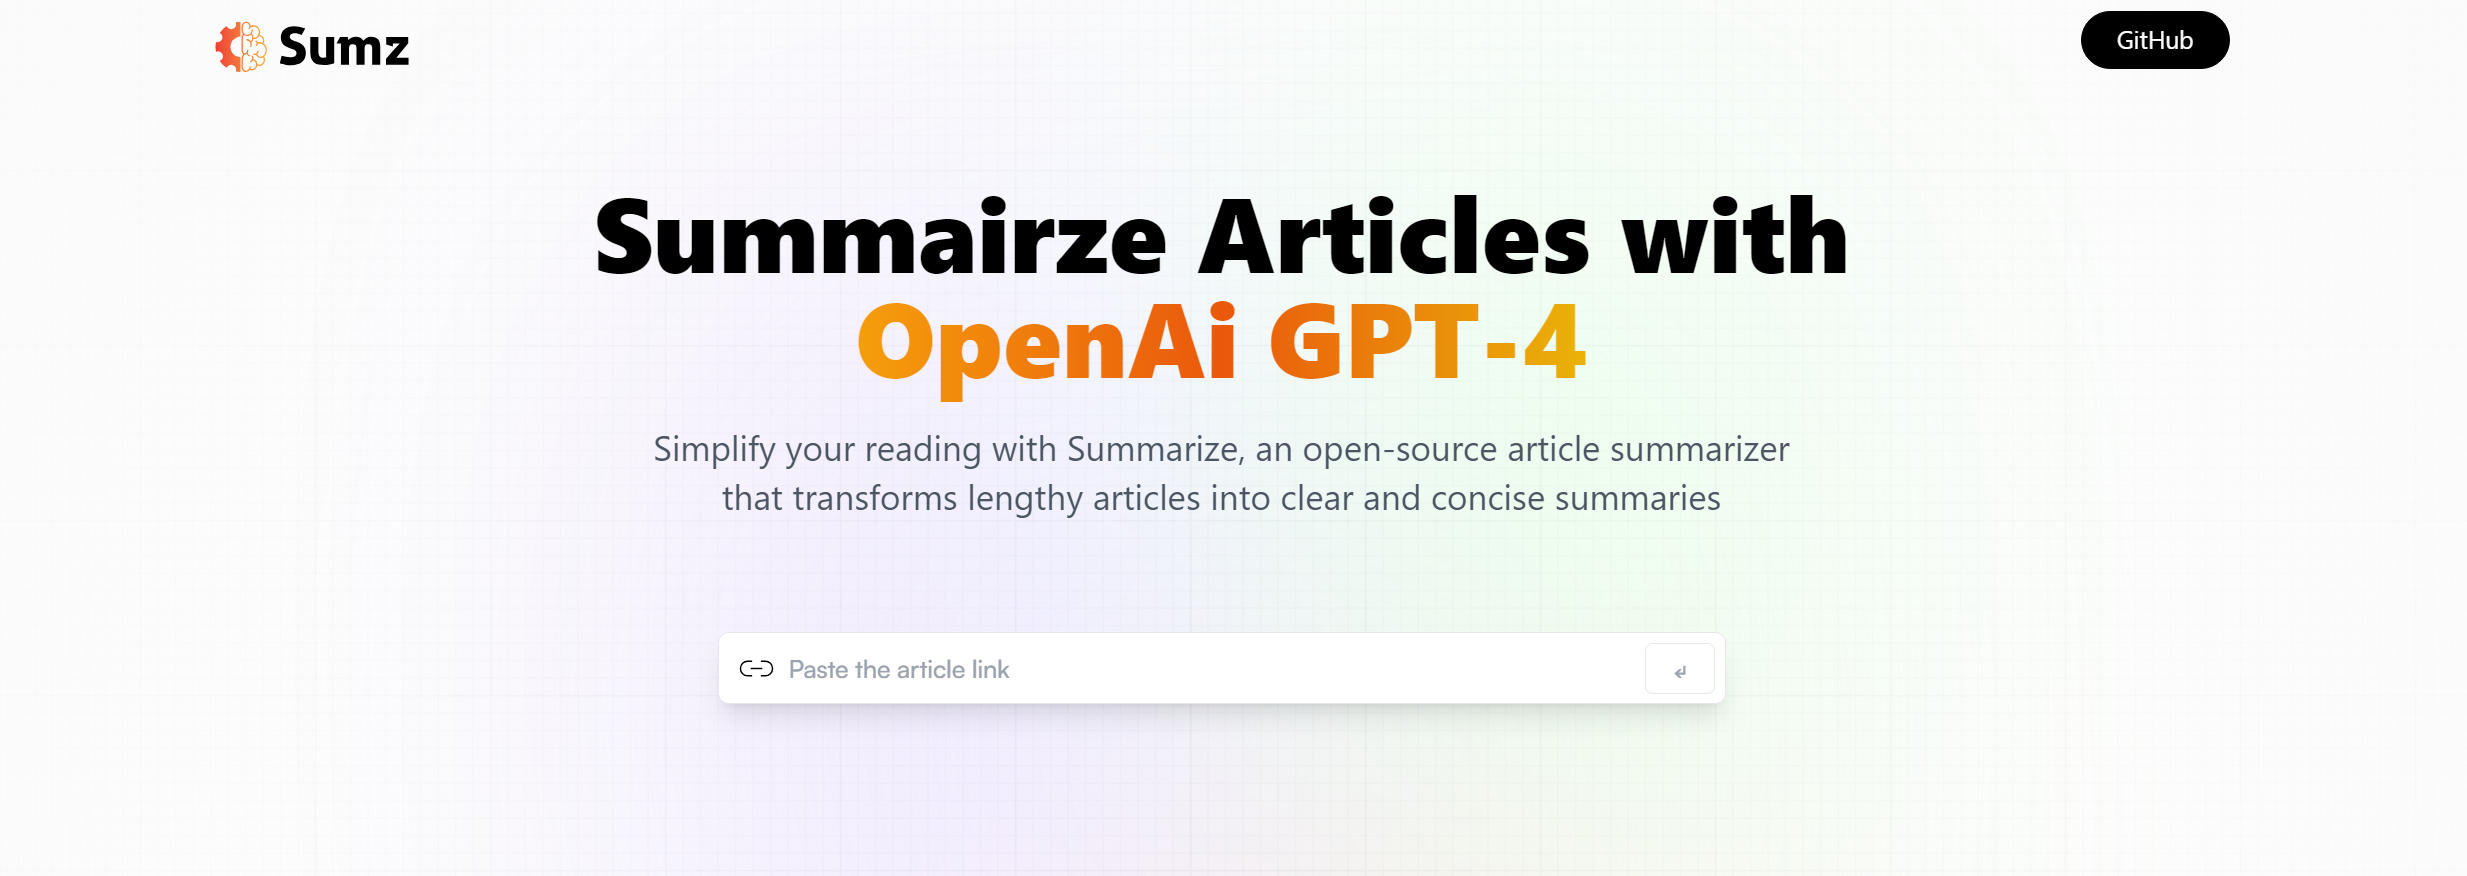 Sumz
GitHub
Summairze Articles with
OpenAi GPT-4
Simplify your reading with Summarize, an open-source article summarizer
that transforms lengthy articles into clear and concise summaries
Paste the article link
↵